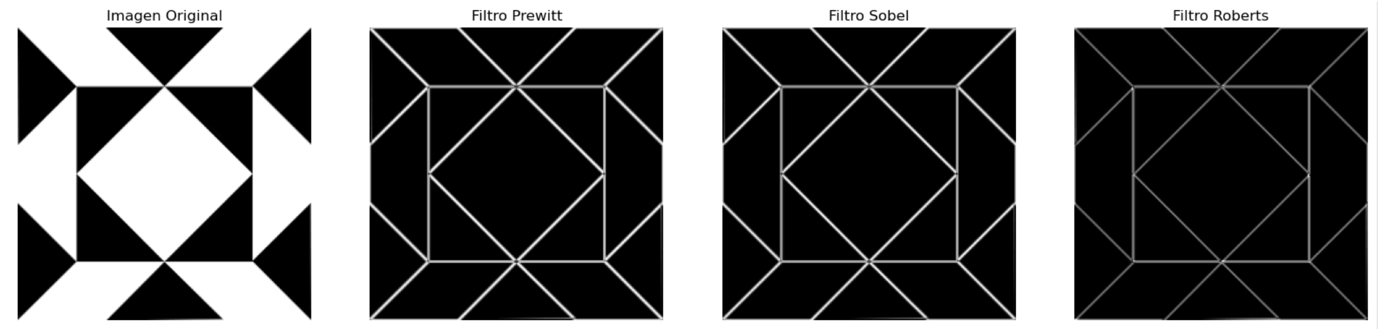 Imagen Original
Filtro Prewitt
Filtro Sobel
Filtro Roberts